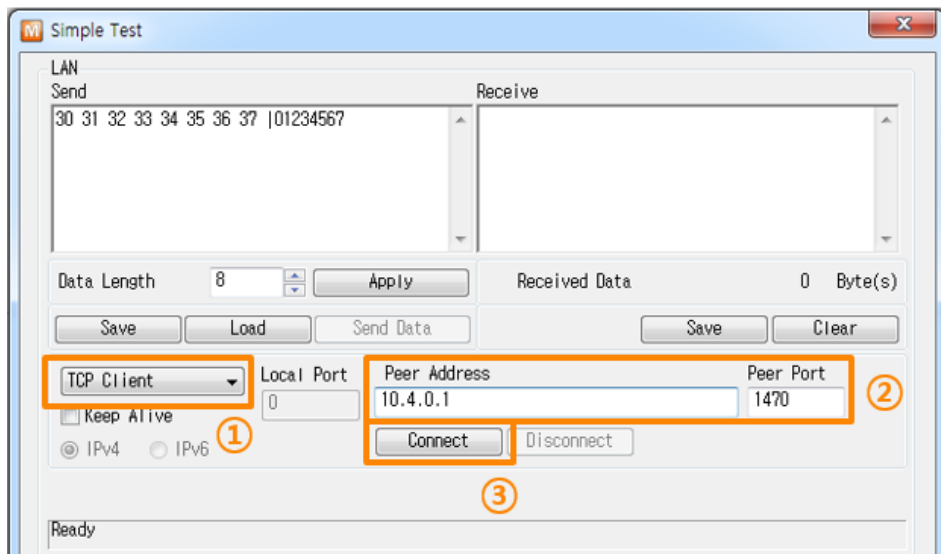 Simple Test
LAN
Send
Receive
30 31 32 33 34 35 36 37 |01234567
Data Length 8 Apply
Received Data 0 Byte(s)
Save Load Send Data
Save Clear
TCP Client
Local Port
Peer Address
Peer Port
0
10.4.0.1
1470
②
Keep Alive
①
IPv4 IPv6
Connect Disconnect
③
Ready